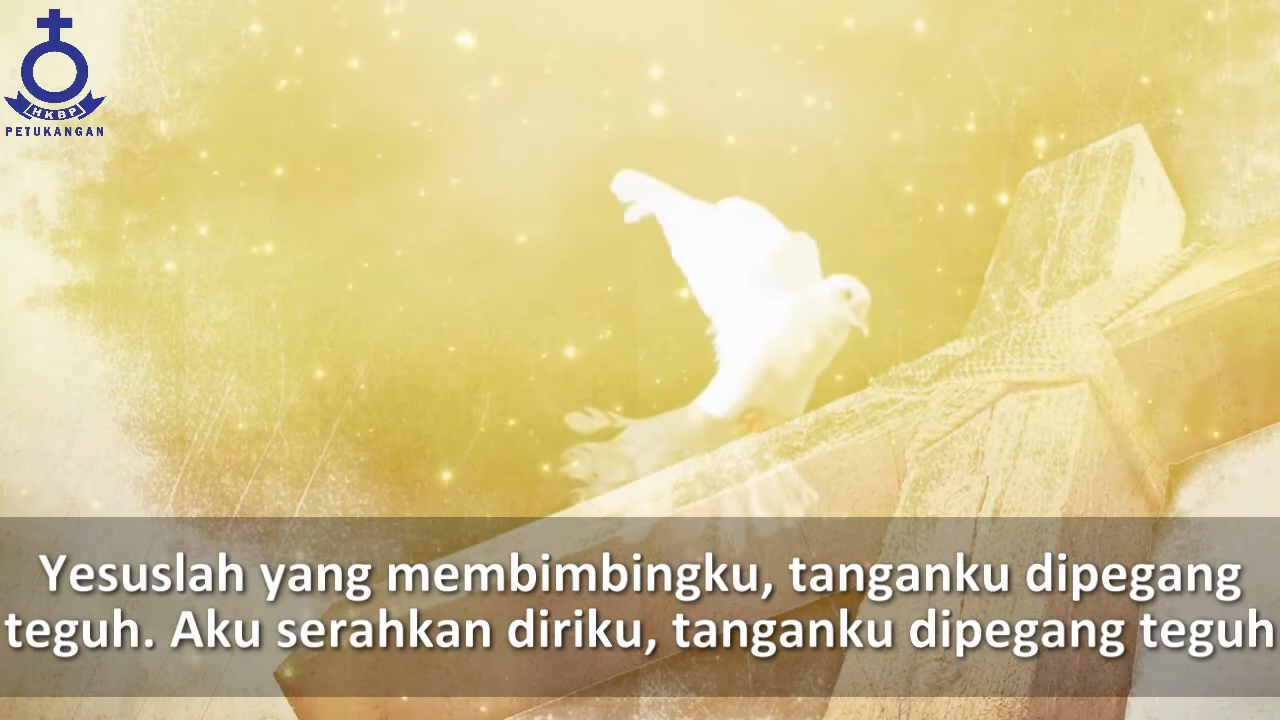 HKBP
PETUKANGAN
Yesuslah yang membimbingku, tanganku dipegang
teguh. Aku serahkan diriku, tanganku dipegang teguh